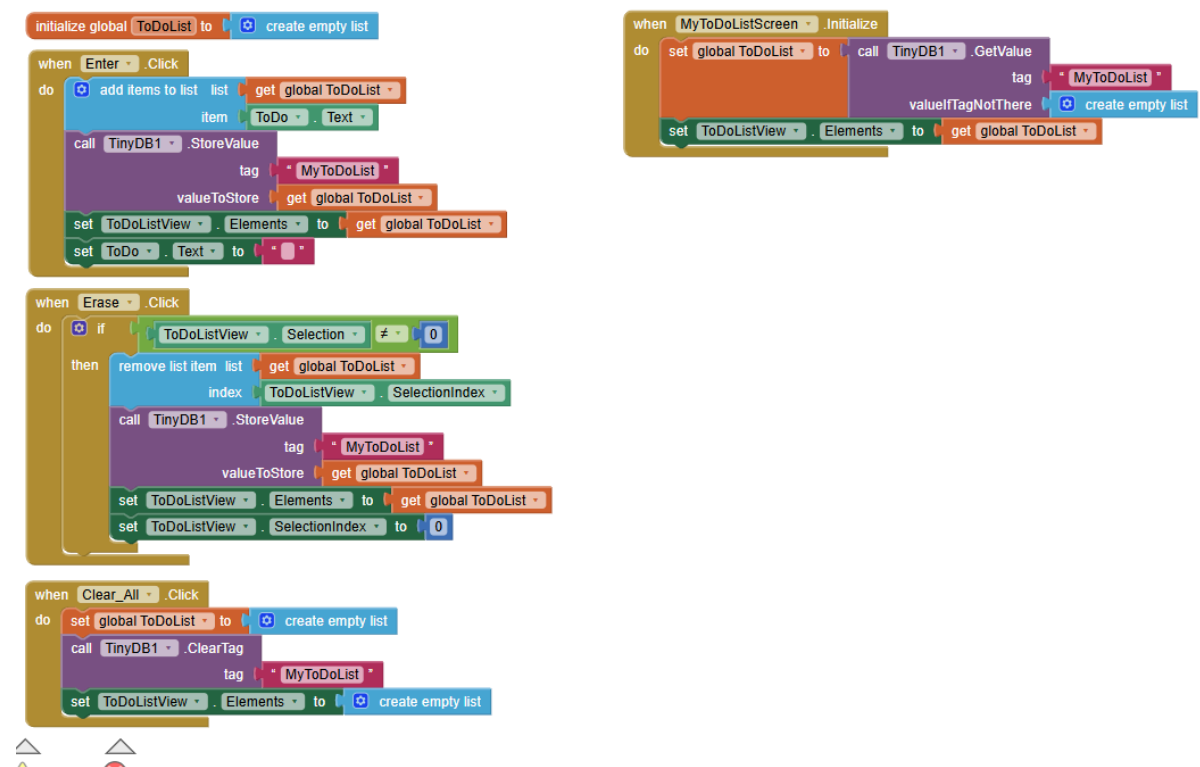 initialize global ToDoList to create empty list
when Enter .Click
do add items to list list get global ToDoList
item ToDo . Text
call TinyDB1 .StoreValue
tag " MyToDoList "
valueToStore get global ToDoList
set ToDoListView . Elements to get global ToDoList
set ToDo . Text to " "
when Erase .Click
do if ToDoListView . Selection ≠ 0
then remove list item list get global ToDoList
index ToDoListView . SelectionIndex
call TinyDB1 .StoreValue
tag " MyToDoList "
valueToStore get global ToDoList
set ToDoListView . Elements to get global ToDoList
set ToDoListView . SelectionIndex to 0
when Clear_All .Click
do set global ToDoList to create empty list
call TinyDB1 .ClearTag
tag " MyToDoList "
set ToDoListView . Elements to create empty list
when MyToDoListScreen .Initialize
do set global ToDoList to call TinyDB1 .GetValue
tag " MyToDoList "
valueIfTagNotThere create empty list
set ToDoListView . Elements to get global ToDoList